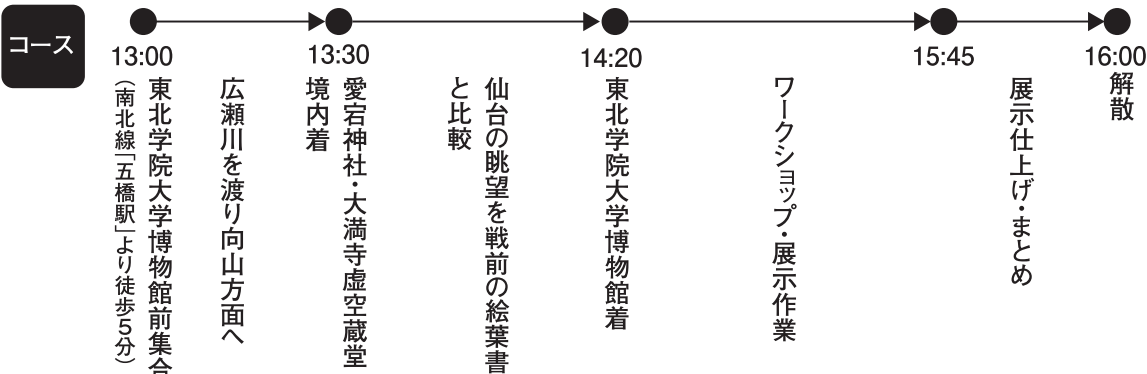 コース
13:00
東北学院大学博物館前集合
(南北線「五橋駅」より徒歩5分)
広瀬川を渡り向山方面へ
13:30
愛宕神社・大満寺虚空蔵堂
境内着
仙台の眺望を戦前の絵葉書
と比較
14:20
東北学院大学博物館着
ワークショップ・展示作業
15:45
展示仕上げ・まとめ
16:00
解散